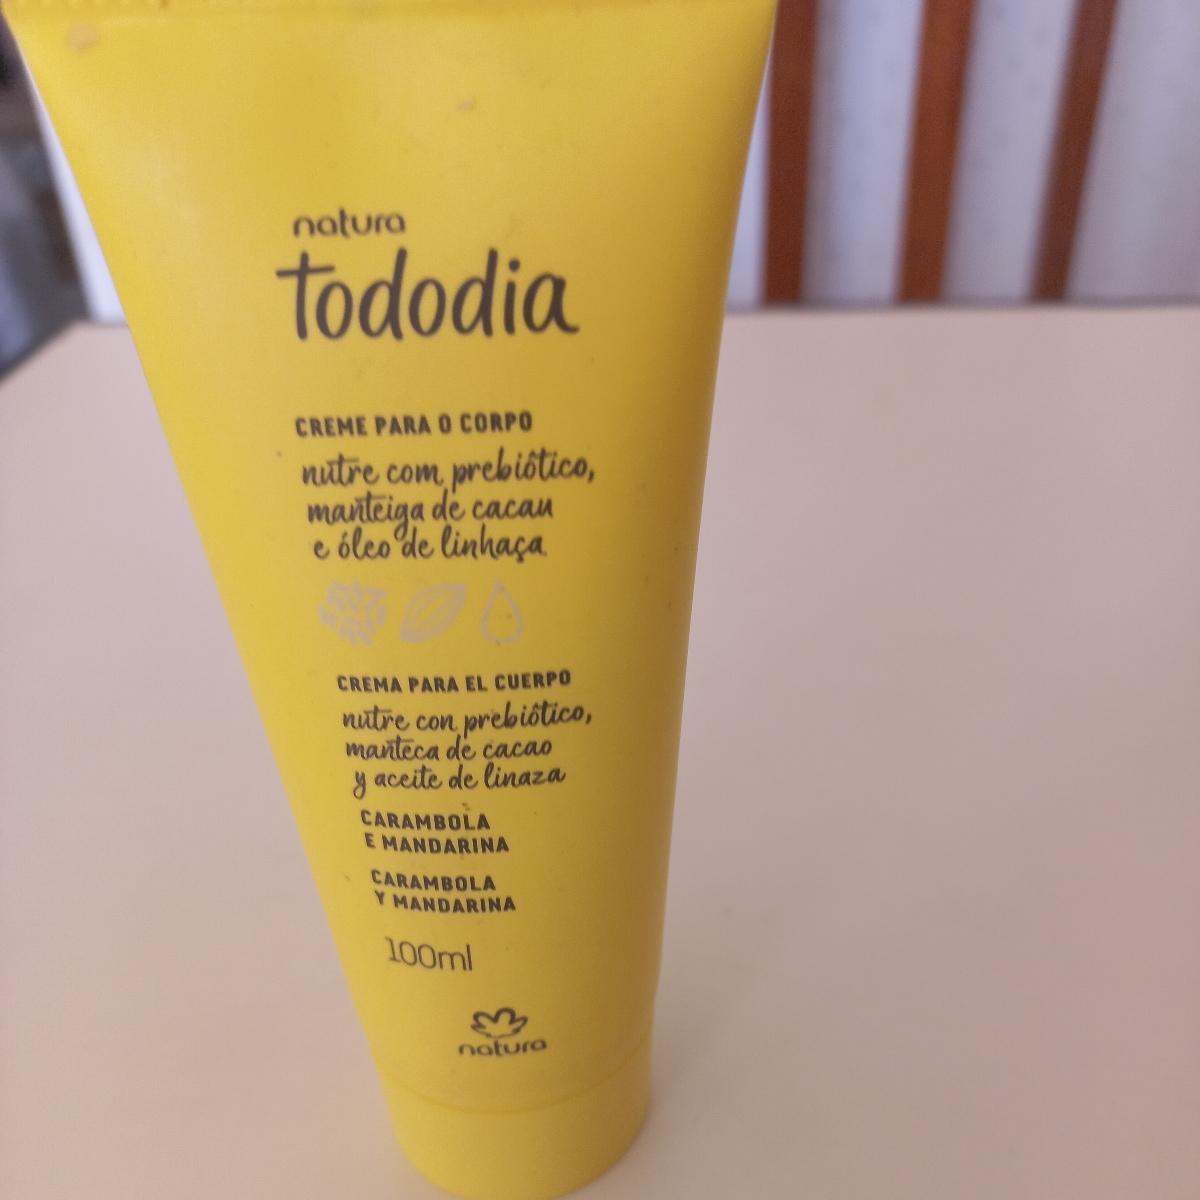 natura
tododia
CREME PARA O CORPO
nutre com prebiótico,
manteiga de cacau
e óleo de linhaça
CREMA PARA EL CUERPO
nutre con prebiótico,
manteca de cacao
y aceite de linaza
CARAMBOLA
E MANDARINA
CARAMBOLA
Y MANDARINA
100ml
natura